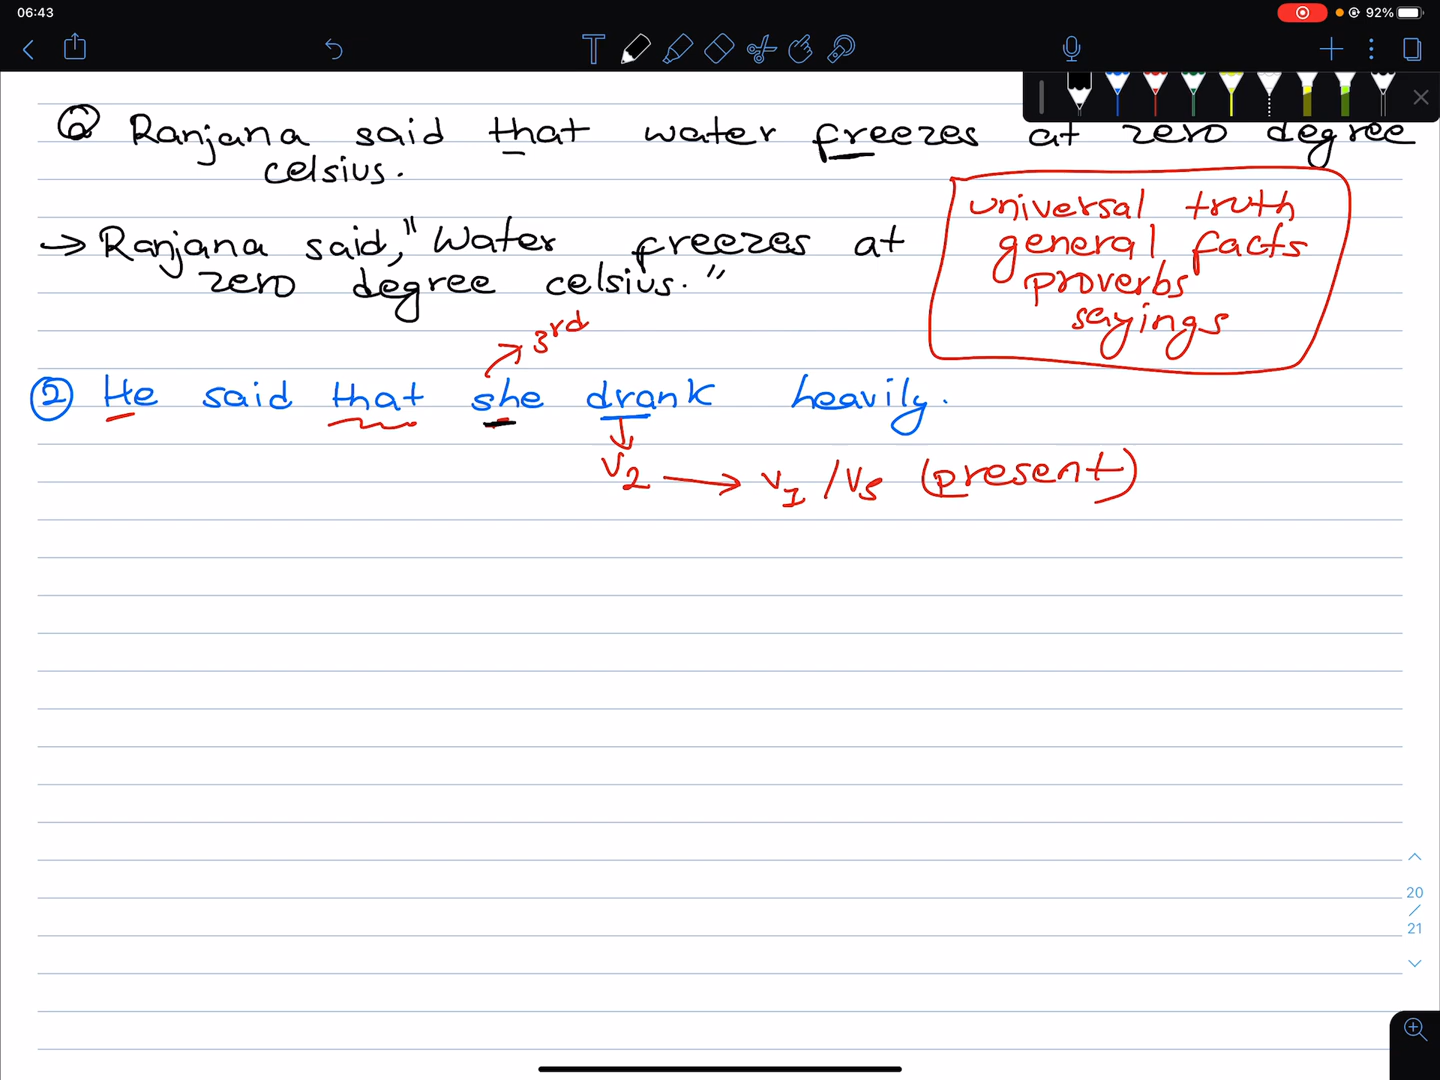 06:43
92%
Ranjana said that water freezes at zero degree
celsius.
universal truth
general facts
proverbs
sayings
→ Ranjana said, "Water freezes at
zero degree celsius."
3rd
② He said that she drank heavily.
V2 → V1 / V5 (present)
20
/
21